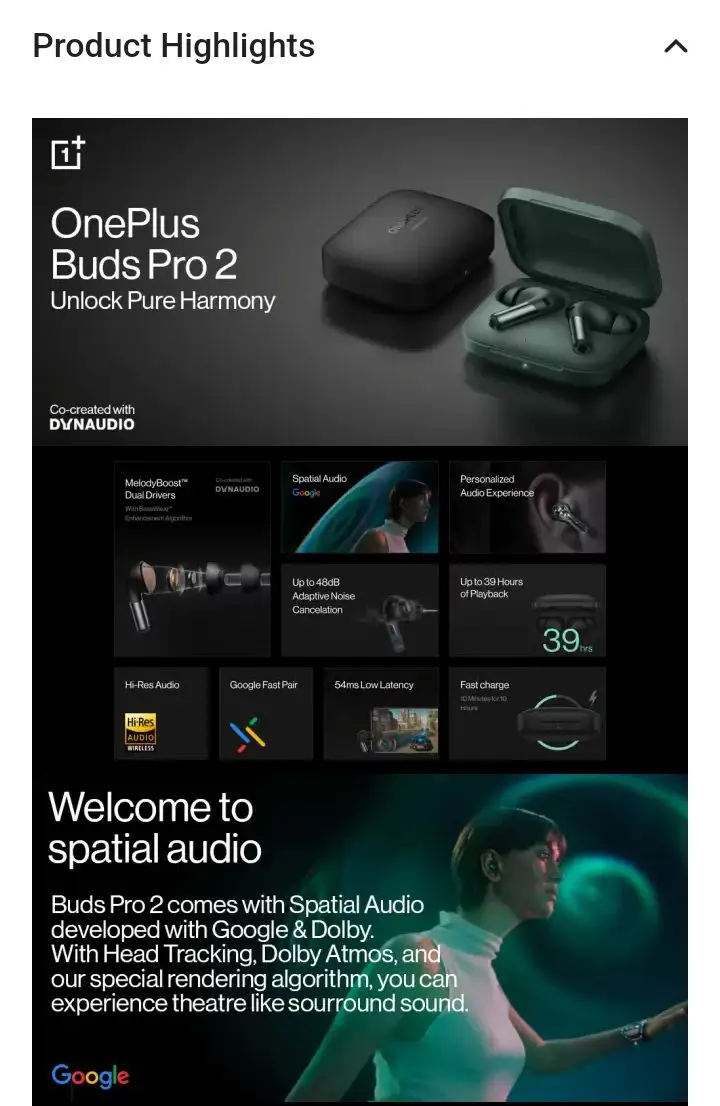 Product Highlights
1+
OnePlus
Buds Pro 2
Unlock Pure Harmony
Co-created with
DYNAUDIO
MelodyBoost™
Dual Drivers
With BassWave™
Enhancement Algorithm
Co-created with
DYNAUDIO
Spatial Audio
Google
Personalized
Audio Experience
Up to 48dB
Adaptive Noise
Cancelation
Up to 39 Hours
of Playback
39hrs
Hi-Res Audio
Hi-Res
AUDIO
WIRELESS
Google Fast Pair
54ms Low Latency
Fast charge
10 Minutes for 10
Hours
Welcome to
spatial audio
Buds Pro 2 comes with Spatial Audio
developed with Google & Dolby.
With Head Tracking, Dolby Atmos, and
our special rendering algorithm, you can
experience theatre like sourround sound.
Google